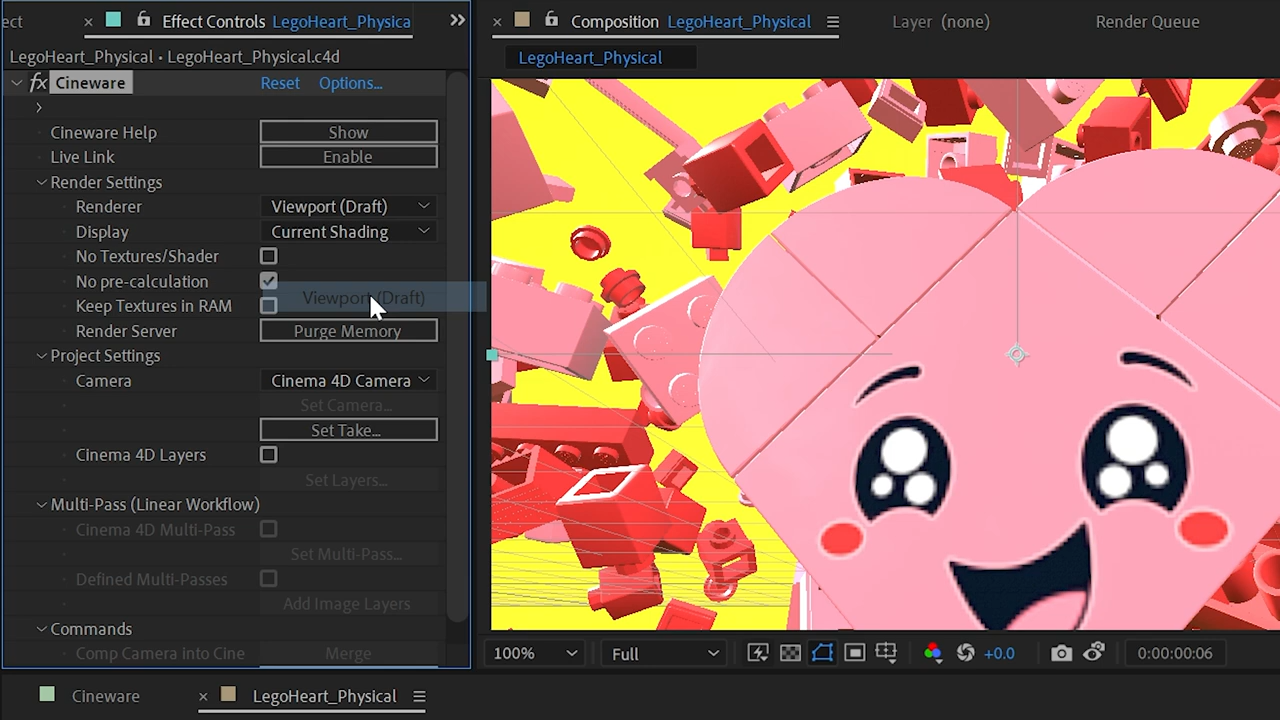 ect × Effect Controls LegoHeart_Physica »
× Composition LegoHeart_Physical Layer (none) Render Queue
LegoHeart_Physical • LegoHeart_Physical.c4d
LegoHeart_Physical
fx Cineware Reset Options...
Cineware Help Show
Live Link Enable
Render Settings
Renderer Viewport (Draft)
Display Current Shading
No Textures/Shader
No pre-calculation
Viewport (Draft)
Keep Textures in RAM
Render Server Purge Memory
Project Settings
Camera Cinema 4D Camera
Set Camera...
Set Take...
Cinema 4D Layers
Set Layers...
Multi-Pass (Linear Workflow)
Cinema 4D Multi-Pass
Set Multi-Pass...
Defined Multi-Passes
Add Image Layers
Commands
Comp Camera into Cine Merge
100% Full +0.0 0:00:00:06
Cineware × LegoHeart_Physical